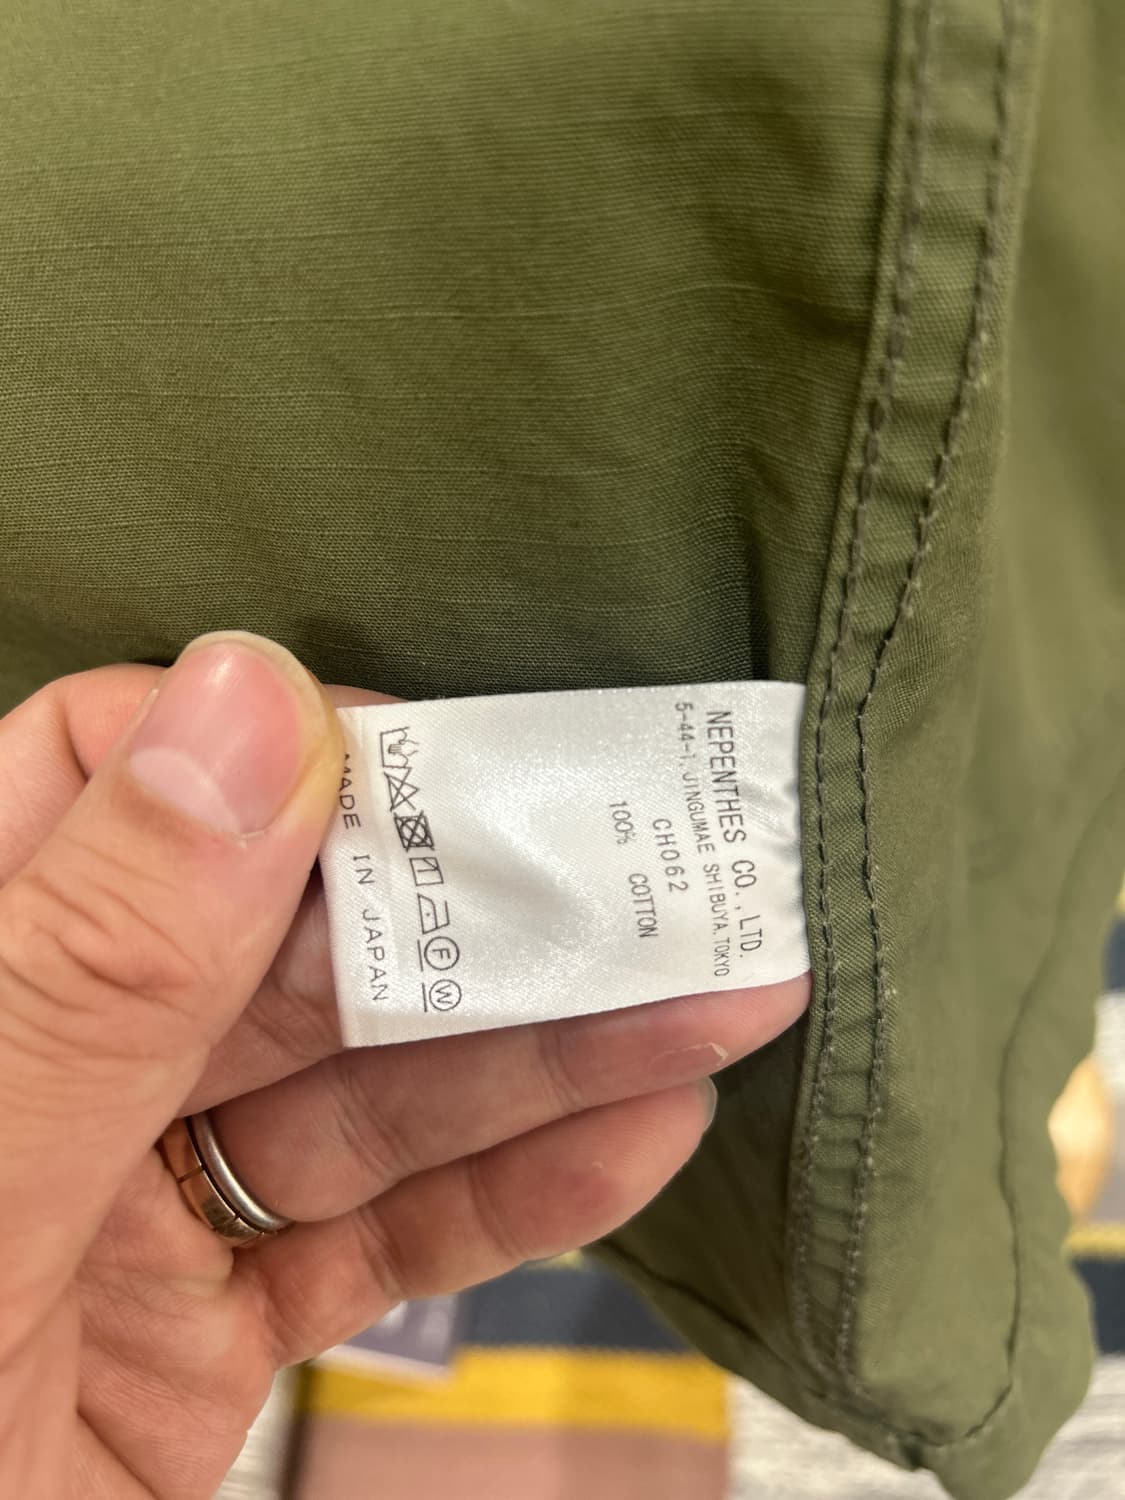 NEPENTHES CO.,LTD.
5-44-1, JINGUMAE SHIBUYA, TOKYO
CH062
100% COTTON
F W
MADE IN JAPAN